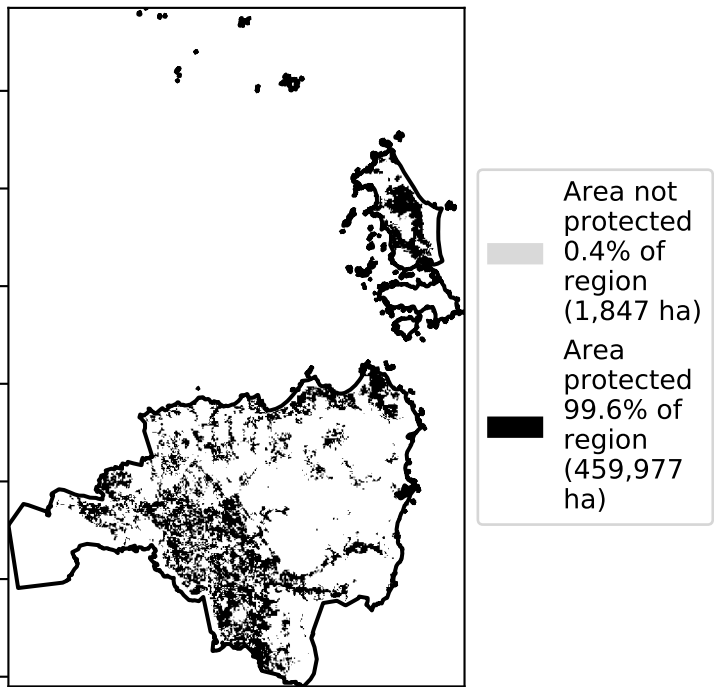 Area not
protected
0.4% of
region
(1,847 ha)
Area
protected
99.6% of
region
(459,977
ha)